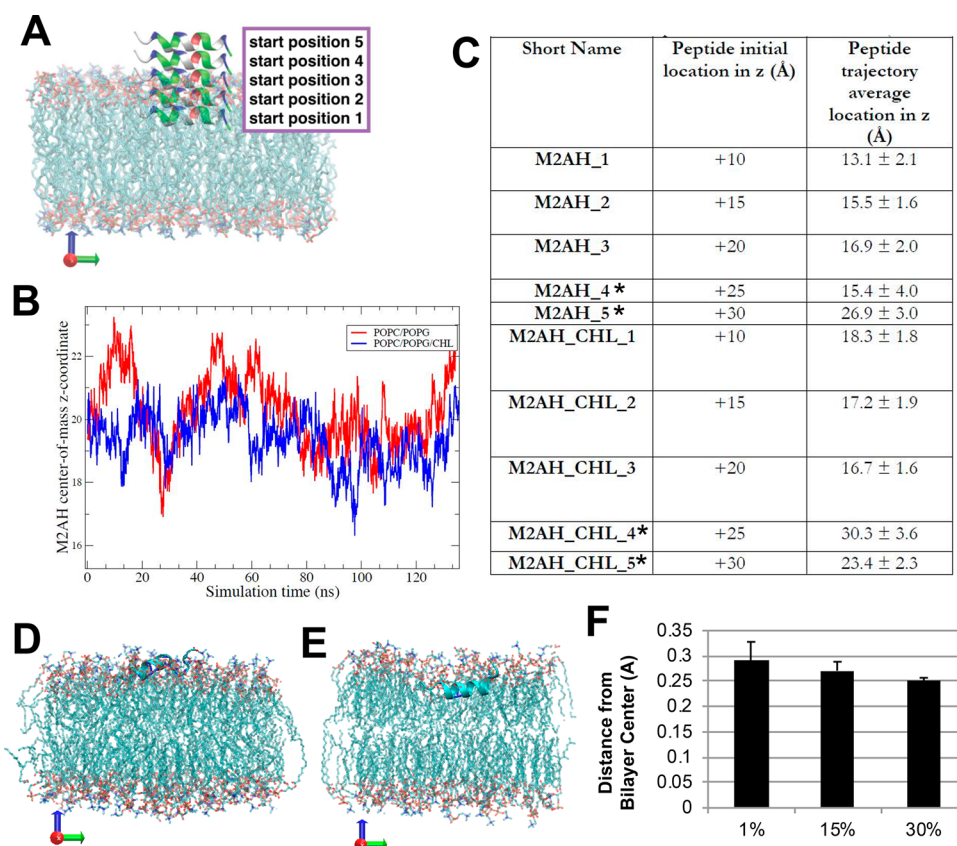 A
start position 5
start position 4
start position 3
start position 2
start position 1
B
M2AH center-of-mass z-coordinate
22
20
18
16
POPC/POPG
POPC/POPG/CHL
0 20 40 60 80 100 120
Simulation time (ns)
C
Short Name Peptide initial location in z (Å) Peptide trajectory average location in z (Å)
M2AH_1 +10 13.1 ± 2.1
M2AH_2 +15 15.5 ± 1.6
M2AH_3 +20 16.9 ± 2.0
M2AH_4* +25 15.4 ± 4.0
M2AH_5* +30 26.9 ± 3.0
M2AH_CHL_1 +10 18.3 ± 1.8
M2AH_CHL_2 +15 17.2 ± 1.9
M2AH_CHL_3 +20 16.7 ± 1.6
M2AH_CHL_4* +25 30.3 ± 3.6
M2AH_CHL_5* +30 23.4 ± 2.3
D
E
F
Distance from
Bilayer Center (A)
0.35
0.3
0.25
0.2
0.15
0.1
0.05
0
1% 15% 30%